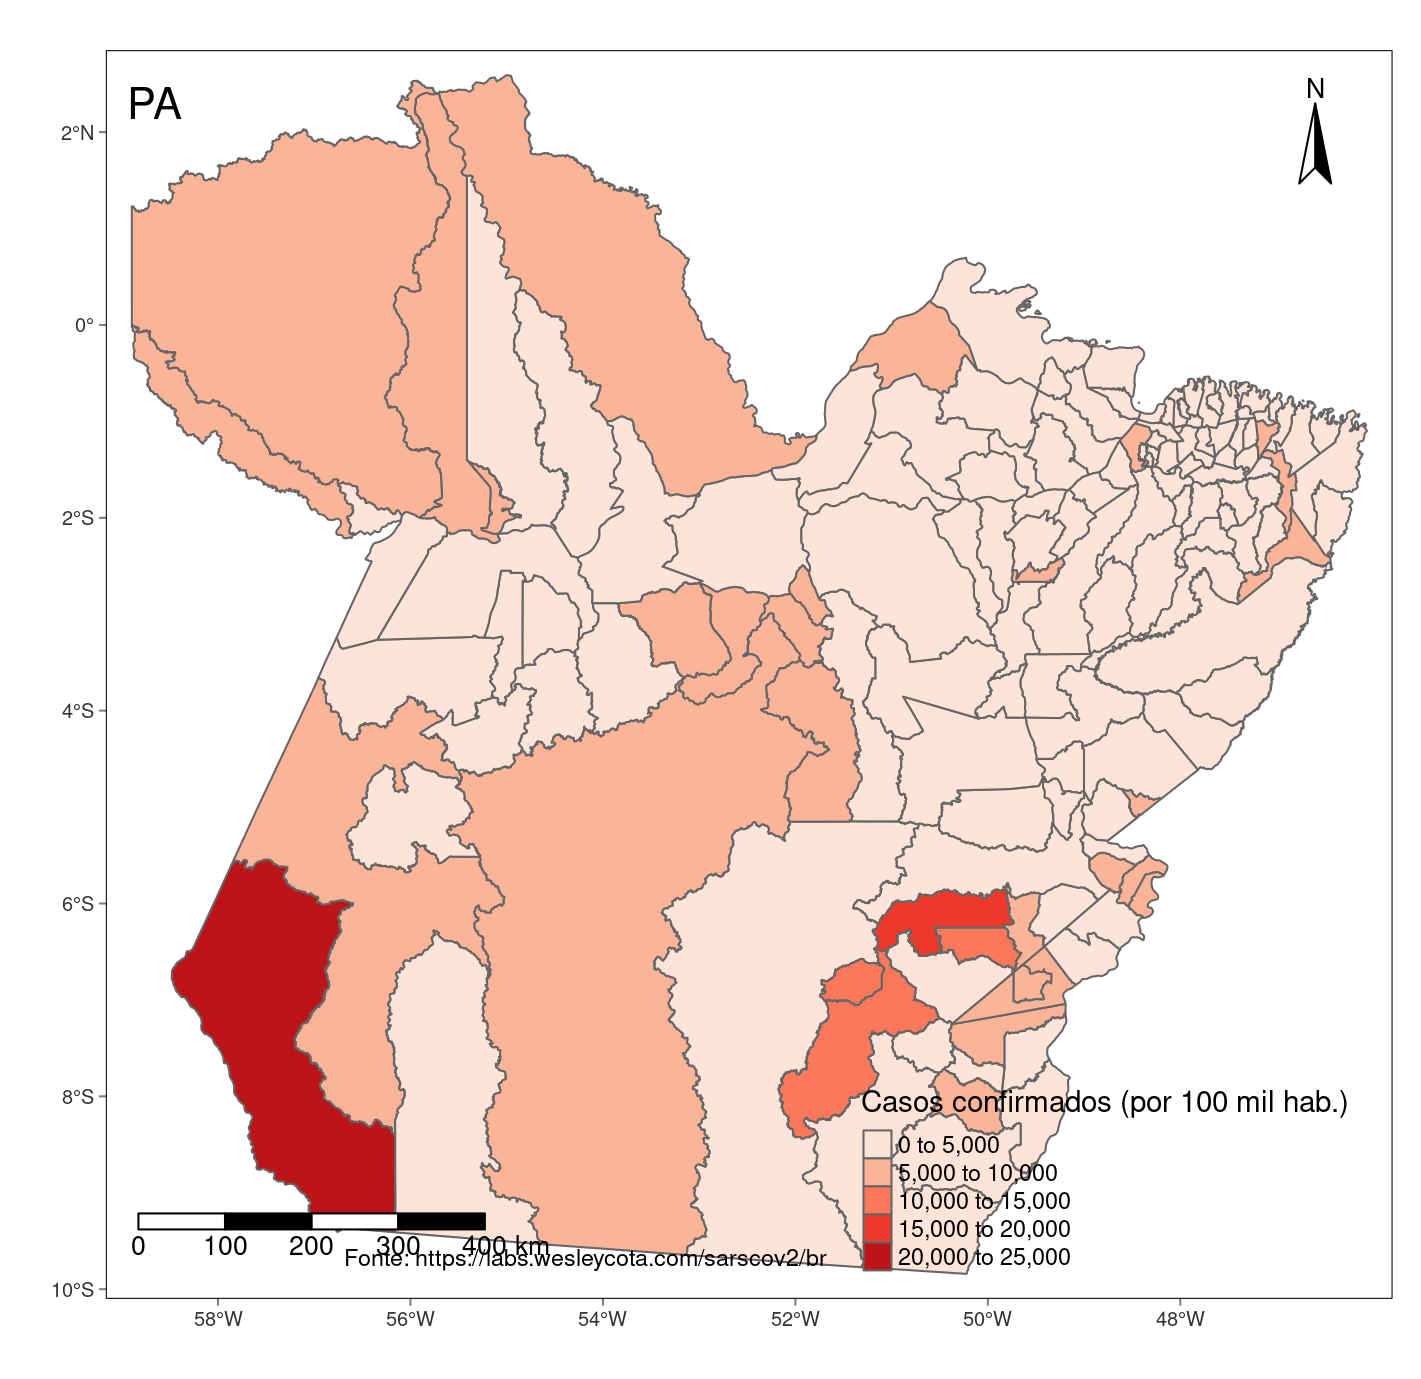 PA
N
2°N
0°
2°S
4°S
6°S
8°S
10°S
Casos confirmados (por 100 mil hab.)
0 to 5,000
5,000 to 10,000
10,000 to 15,000
15,000 to 20,000
20,000 to 25,000
0 100 200 300 400 km
Fonte: https://labs.wesleycota.com/sarscov2/br
58°W 56°W 54°W 52°W 50°W 48°W